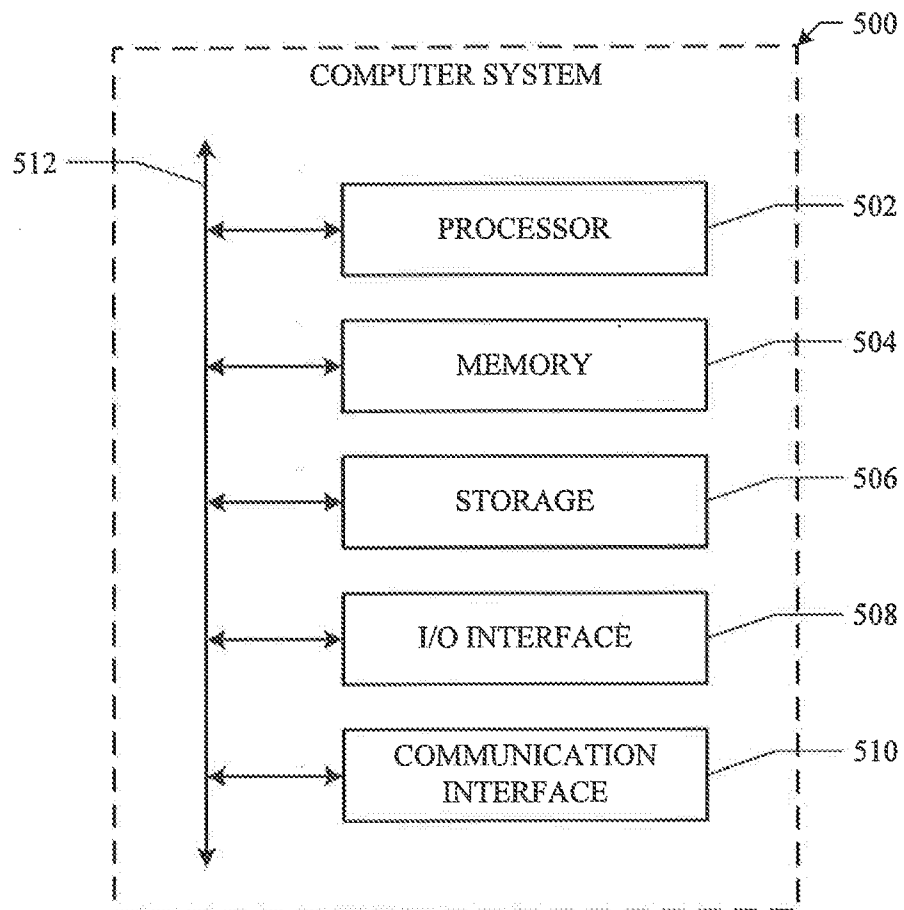 500
COMPUTER SYSTEM
512
PROCESSOR
502
MEMORY
504
STORAGE
506
I/O INTERFACE
508
COMMUNICATION
INTERFACE
510